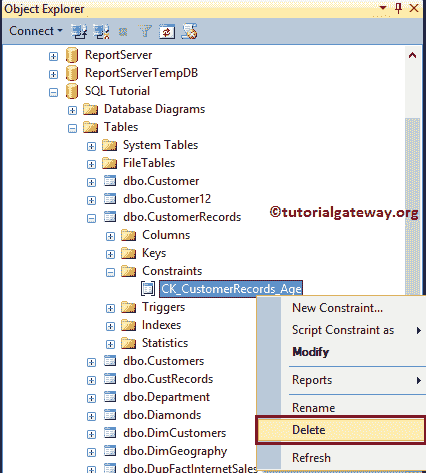 Object Explorer
Connect
ReportServer
ReportServerTempDB
SQL Tutorial
Database Diagrams
Tables
System Tables
FileTables
dbo.Customer
dbo.Customer12
dbo.CustomerRecords
©tutorialgateway.org
Columns
Keys
Constraints
CK_CustomerRecords_Age
Triggers
Indexes
Statistics
dbo.Customers
dbo.CustRecords
dbo.Department
dbo.Diamonds
dbo.DimCustomers
dbo.DimGeography
dbo.DupFactInternetSales
New Constraint...
Script Constraint as
Modify
Reports
Rename
Delete
Refresh